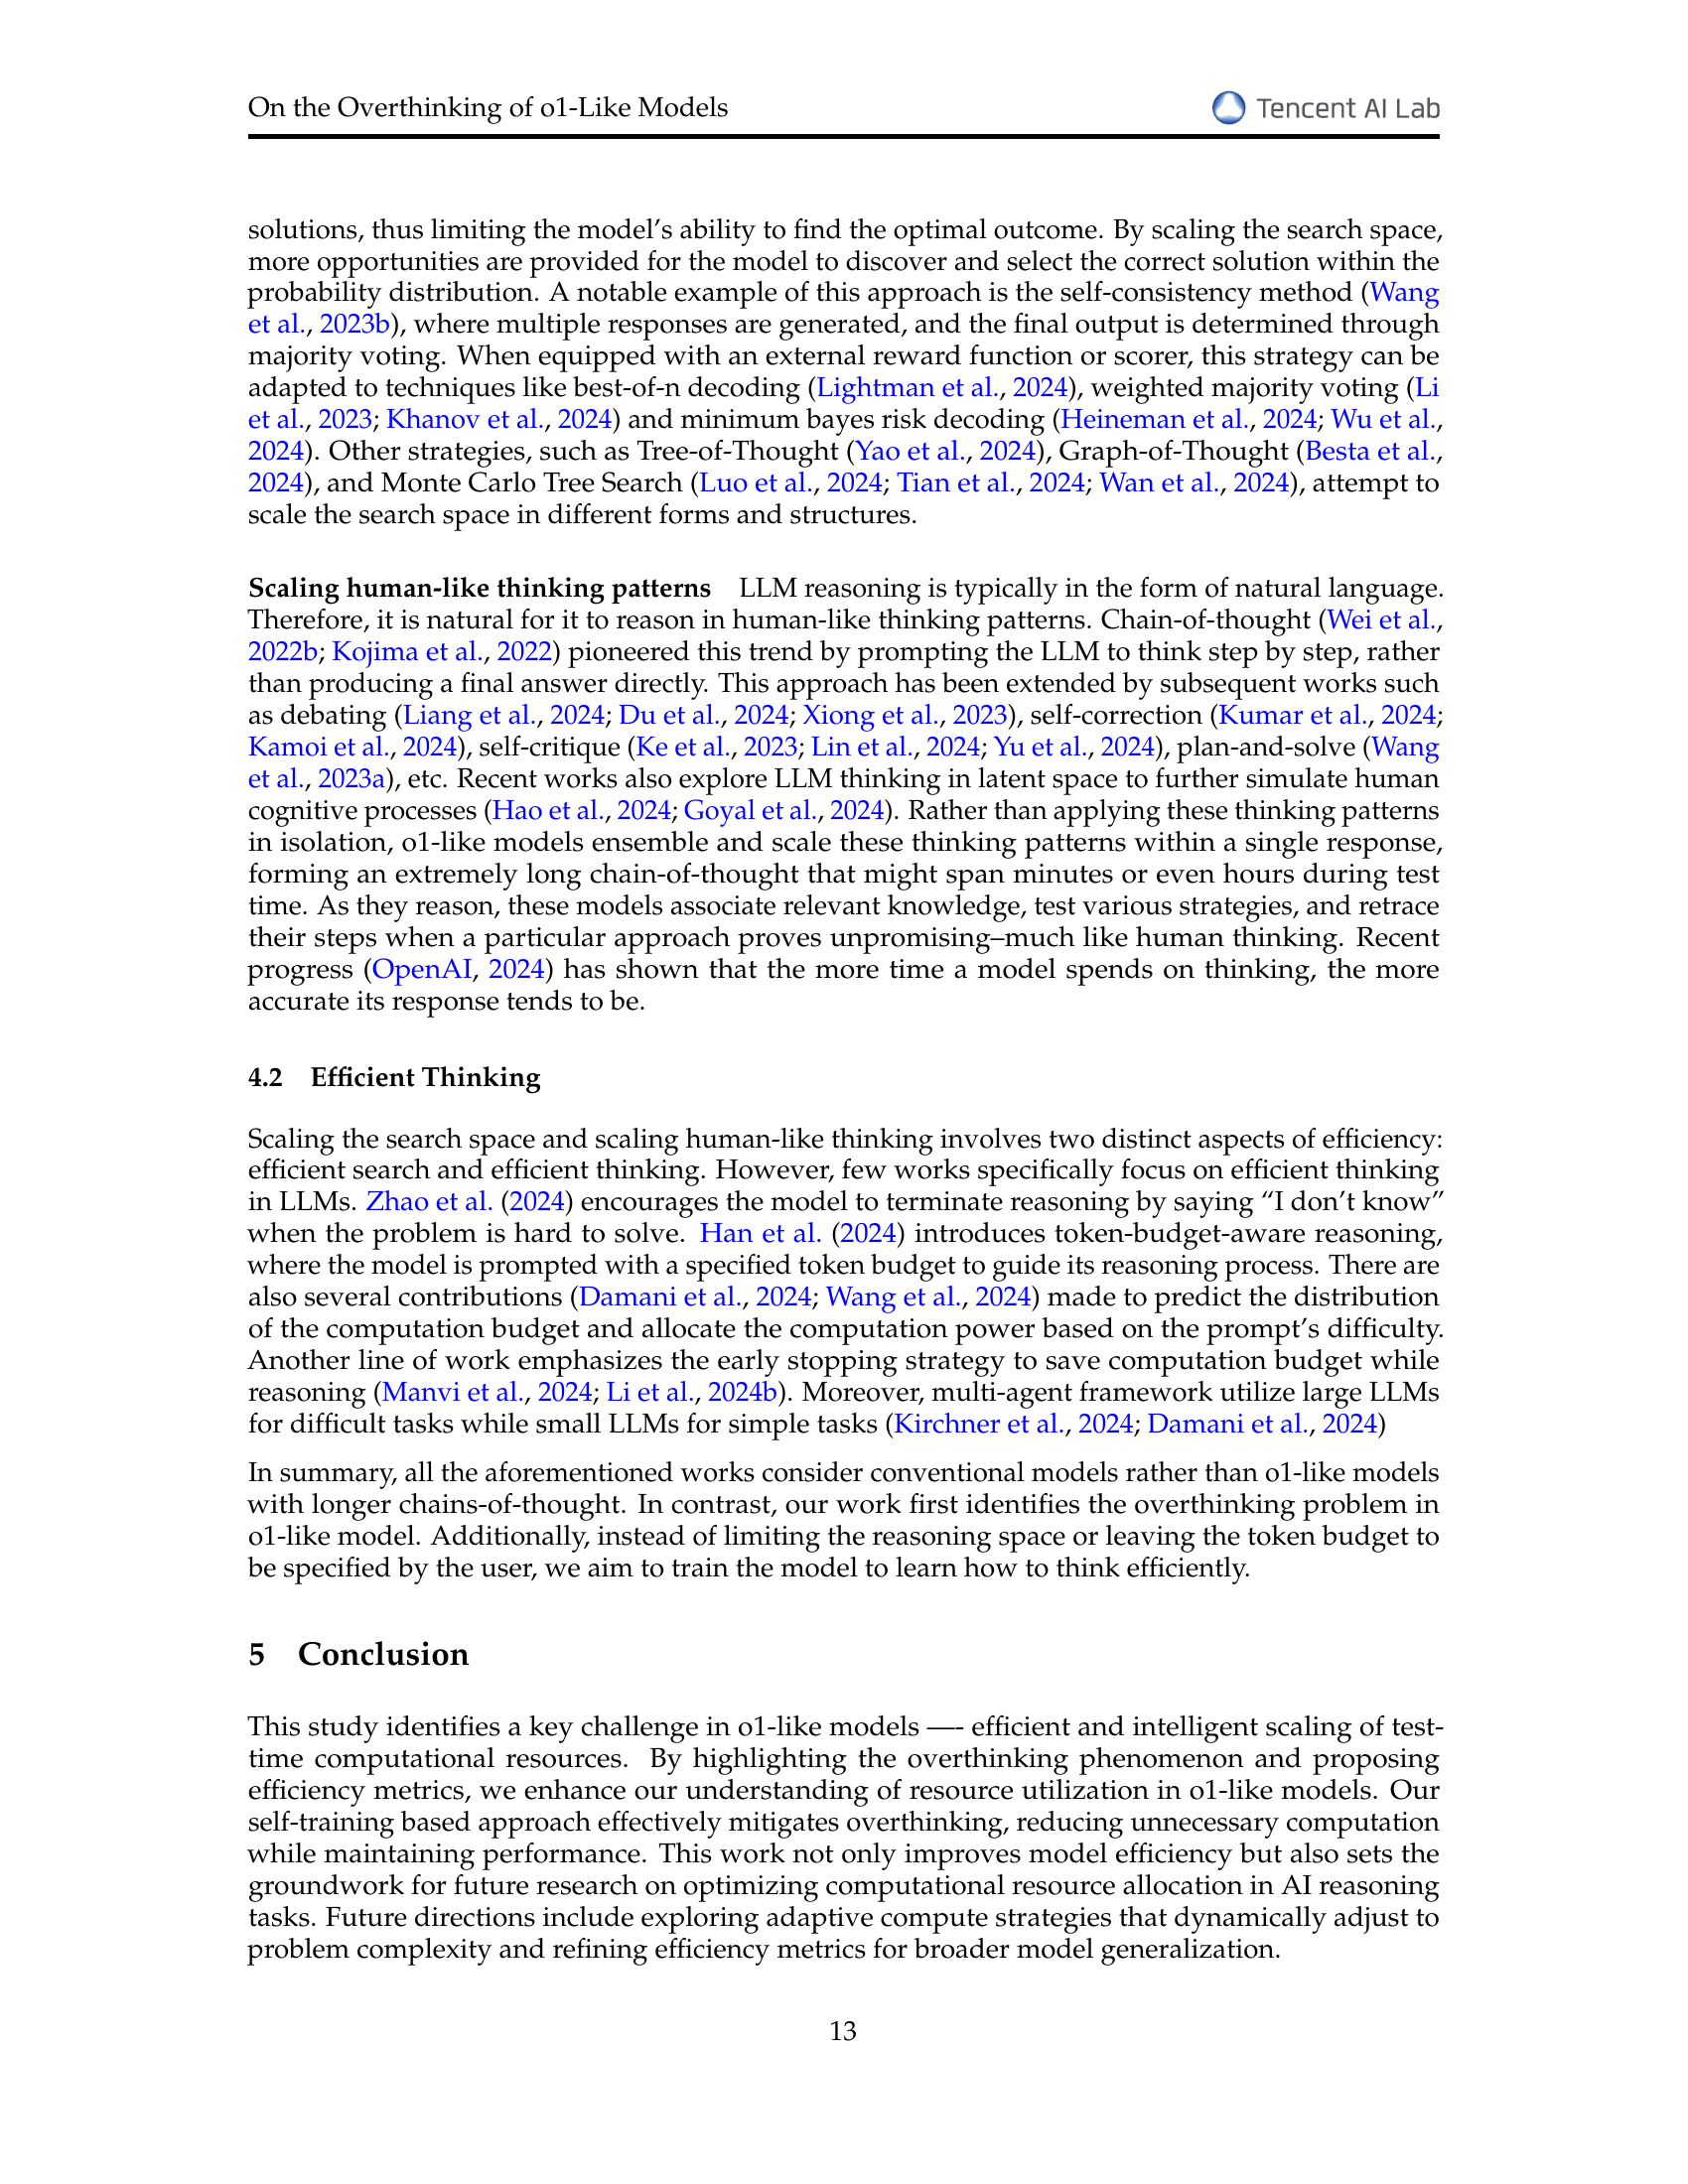 On the Overthinking of o1-Like Models
Tencent AI Lab
solutions, thus limiting the model's ability to find the optimal outcome. By scaling the search space,
more opportunities are provided for the model to discover and select the correct solution within the
probability distribution. A notable example of this approach is the self-consistency method (Wang
et al., 2023b), where multiple responses are generated, and the final output is determined through
majority voting. When equipped with an external reward function or scorer, this strategy can be
adapted to techniques like best-of-n decoding (Lightman et al., 2024), weighted majority voting (Li
et al., 2023; Khanov et al., 2024) and minimum bayes risk decoding (Heineman et al., 2024; Wu et al.,
2024). Other strategies, such as Tree-of-Thought (Yao et al., 2024), Graph-of-Thought (Besta et al.,
2024), and Monte Carlo Tree Search (Luo et al., 2024; Tian et al., 2024; Wan et al., 2024), attempt to
scale the search space in different forms and structures.
Scaling human-like thinking patterns LLM reasoning is typically in the form of natural language.
Therefore, it is natural for it to reason in human-like thinking patterns. Chain-of-thought (Wei et al.,
2022b; Kojima et al., 2022) pioneered this trend by prompting the LLM to think step by step, rather
than producing a final answer directly. This approach has been extended by subsequent works such
as debating (Liang et al., 2024; Du et al., 2024; Xiong et al., 2023), self-correction (Kumar et al., 2024;
Kamoi et al., 2024), self-critique (Ke et al., 2023; Lin et al., 2024; Yu et al., 2024), plan-and-solve (Wang
et al., 2023a), etc. Recent works also explore LLM thinking in latent space to further simulate human
cognitive processes (Hao et al., 2024; Goyal et al., 2024). Rather than applying these thinking patterns
in isolation, o1-like models ensemble and scale these thinking patterns within a single response,
forming an extremely long chain-of-thought that might span minutes or even hours during test
time. As they reason, these models associate relevant knowledge, test various strategies, and retrace
their steps when a particular approach proves unpromising–much like human thinking. Recent
progress (OpenAI, 2024) has shown that the more time a model spends on thinking, the more
accurate its response tends to be.
4.2 Efficient Thinking
Scaling the search space and scaling human-like thinking involves two distinct aspects of efficiency:
efficient search and efficient thinking. However, few works specifically focus on efficient thinking
in LLMs. Zhao et al. (2024) encourages the model to terminate reasoning by saying “I don't know”
when the problem is hard to solve. Han et al. (2024) introduces token-budget-aware reasoning,
where the model is prompted with a specified token budget to guide its reasoning process. There are
also several contributions (Damani et al., 2024; Wang et al., 2024) made to predict the distribution
of the computation budget and allocate the computation power based on the prompt's difficulty.
Another line of work emphasizes the early stopping strategy to save computation budget while
reasoning (Manvi et al., 2024; Li et al., 2024b). Moreover, multi-agent framework utilize large LLMs
for difficult tasks while small LLMs for simple tasks (Kirchner et al., 2024; Damani et al., 2024)
In summary, all the aforementioned works consider conventional models rather than o1-like models
with longer chains-of-thought. In contrast, our work first identifies the overthinking problem in
o1-like model. Additionally, instead of limiting the reasoning space or leaving the token budget to
be specified by the user, we aim to train the model to learn how to think efficiently.
5 Conclusion
This study identifies a key challenge in o1-like models —- efficient and intelligent scaling of test-
time computational resources. By highlighting the overthinking phenomenon and proposing
efficiency metrics, we enhance our understanding of resource utilization in o1-like models. Our
self-training based approach effectively mitigates overthinking, reducing unnecessary computation
while maintaining performance. This work not only improves model efficiency but also sets the
groundwork for future research on optimizing computational resource allocation in AI reasoning
tasks. Future directions include exploring adaptive compute strategies that dynamically adjust to
problem complexity and refining efficiency metrics for broader model generalization.
13